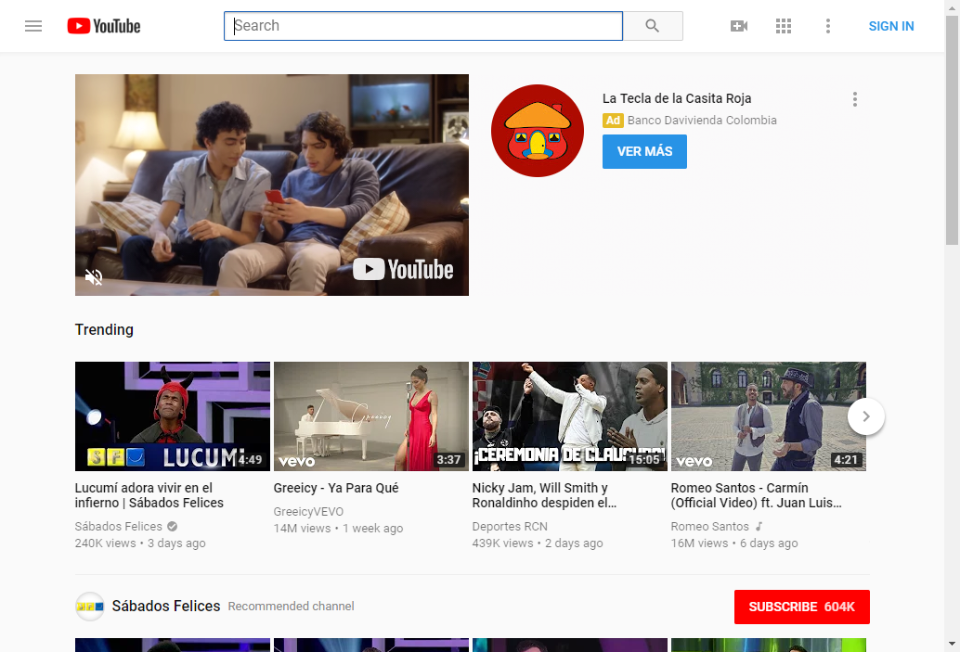 YouTube
Search
SIGN IN
YouTube
La Tecla de la Casita Roja
Ad Banco Davivienda Colombia
VER MÁS
Trending
SFD LUCUMÍ 4:49
Greeicy
vevo 3:37
¡CEREMONIA DE CLAUSURA! 15:05
vevo 4:21
Lucumí adora vivir en el
infierno | Sábados Felices
Sábados Felices
240K views • 3 days ago
Greeicy - Ya Para Qué
GreeicyVEVO
14M views • 1 week ago
Nicky Jam, Will Smith y
Ronaldinho despiden el...
Deportes RCN
439K views • 2 days ago
Romeo Santos - Carmín
(Official Video) ft. Juan Luis...
Romeo Santos
16M views • 6 days ago
Sábados Felices Recommended channel
SUBSCRIBE 604K